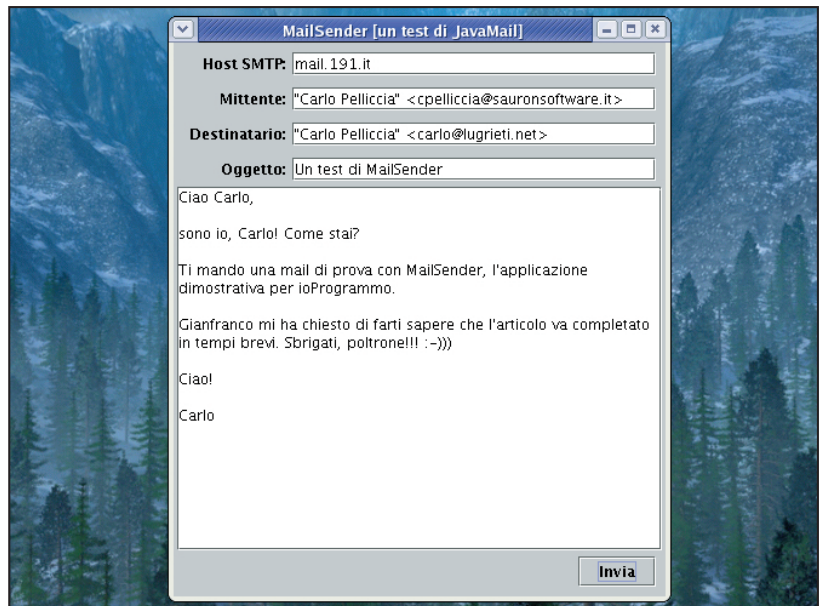 MailSender [un test di JavaMail]
Host SMTP: mail.191.it
Mittente: "Carlo Pelliccia" <cpelliccia@sauronsoftware.it>
Destinatario: "Carlo Pelliccia" <carlo@lugrieti.net>
Oggetto: Un test di MailSender
Ciao Carlo,
sono io, Carlo! Come stai?
Ti mando una mail di prova con MailSender, l'applicazione
dimostrativa per ioProgrammo.
Gianfranco mi ha chiesto di farti sapere che l'articolo va completato
in tempi brevi. Sbrigati, poltrone!!! :-)))
Ciao!
Carlo
Invia